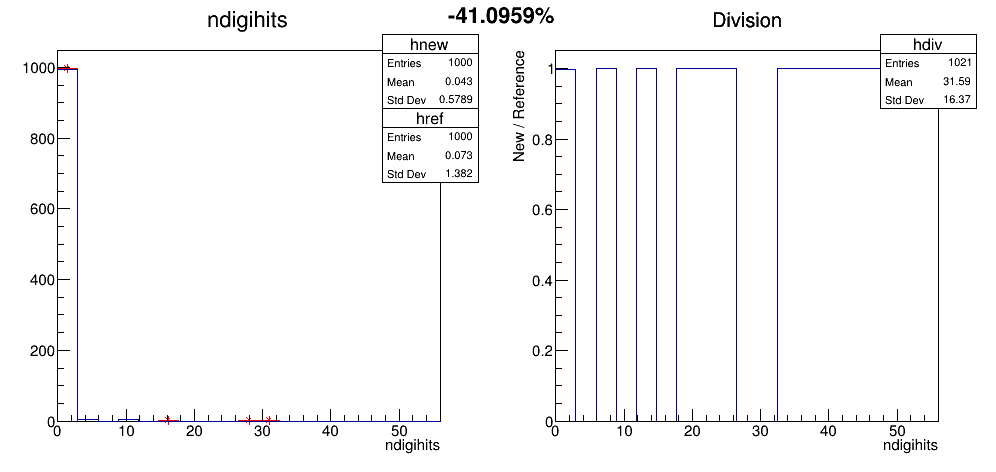 -41.0959%
ndigihits
hnew
Entries 1000
Mean 0.043
Std Dev 0.5789
href
Entries 1000
Mean 0.073
Std Dev 1.382
1000
800
600
400
200
0
0 10 20 30 40 50
ndigihits
Division
hdiv
Entries 1021
Mean 31.59
Std Dev 16.37
New / Reference
1
0.8
0.6
0.4
0.2
0
0 10 20 30 40 50
ndigihits